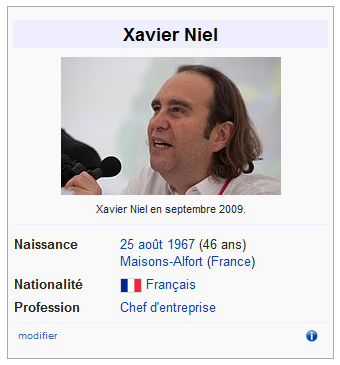 Xavier Niel
Xavier Niel en septembre 2009.
Naissance 25 août 1967 (46 ans)
Maisons-Alfort (France)
Nationalité Français
Profession Chef d'entreprise
modifier